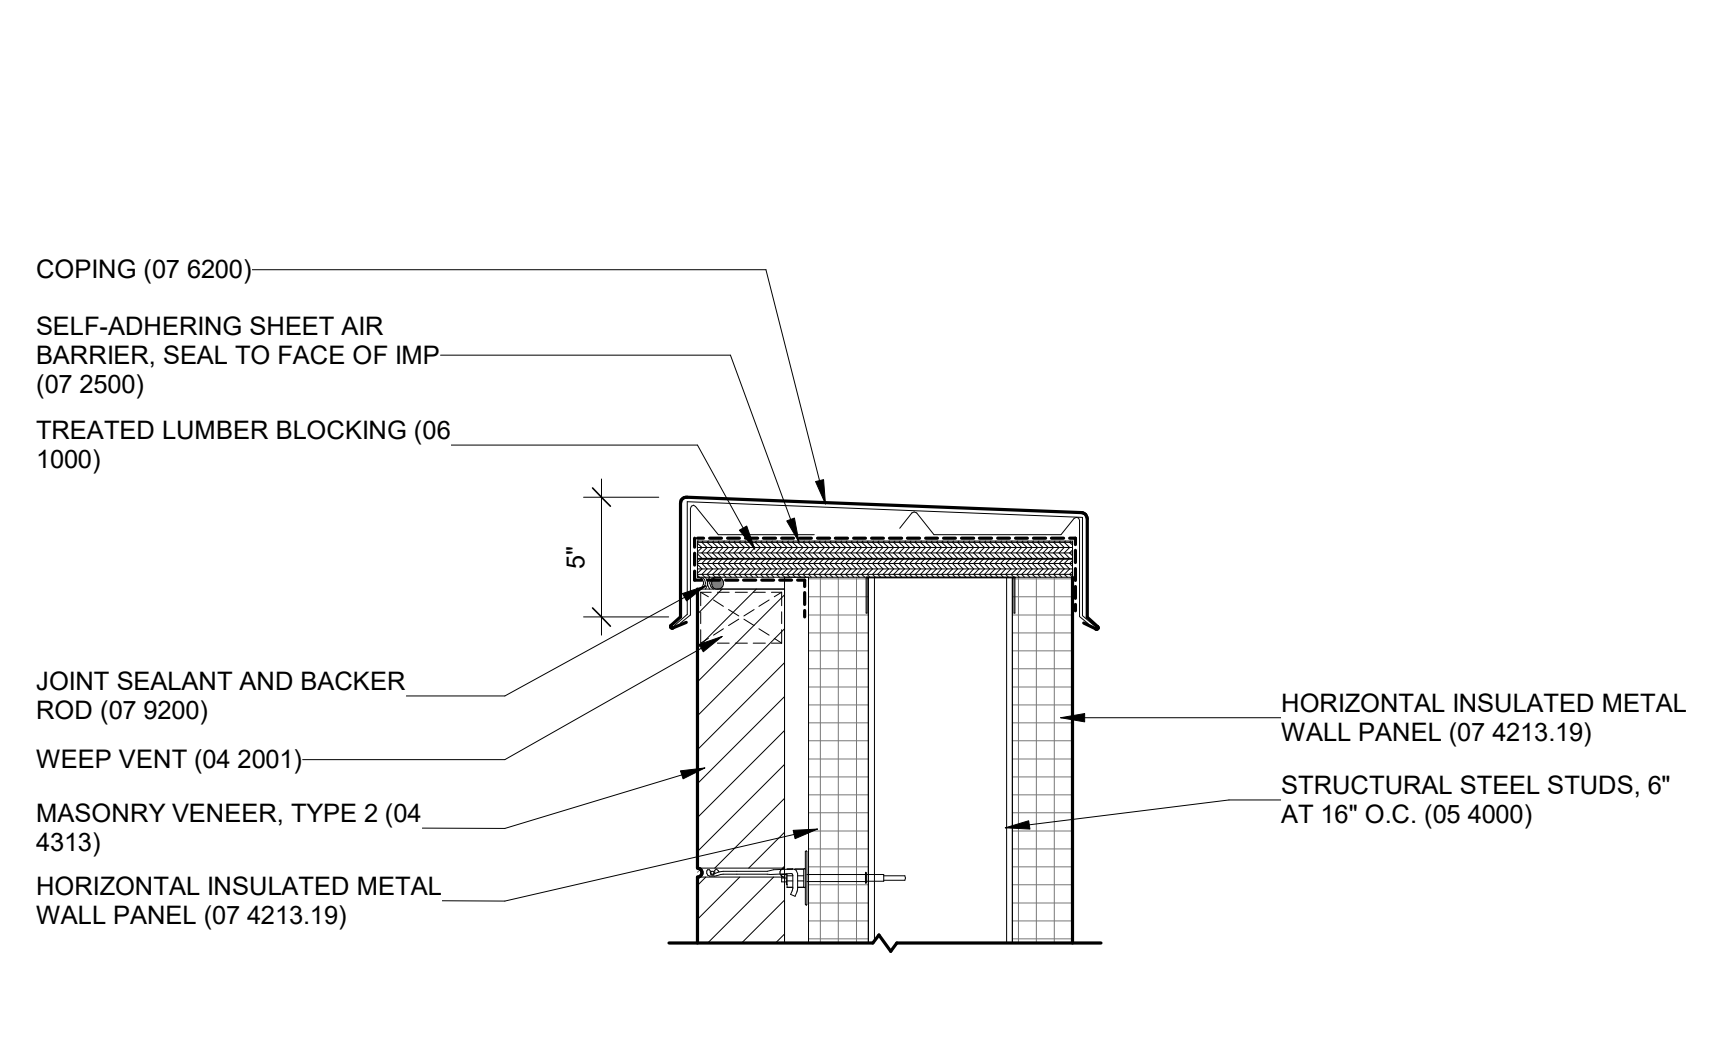 COPING (07 6200)
SELF-ADHERING SHEET AIR
BARRIER, SEAL TO FACE OF IMP
(07 2500)
TREATED LUMBER BLOCKING (06
1000)
5"
JOINT SEALANT AND BACKER
ROD (07 9200)
WEEP VENT (04 2001)
MASONRY VENEER, TYPE 2 (04
4313)
HORIZONTAL INSULATED METAL
WALL PANEL (07 4213.19)
HORIZONTAL INSULATED METAL
WALL PANEL (07 4213.19)
STRUCTURAL STEEL STUDS, 6"
AT 16" O.C. (05 4000)